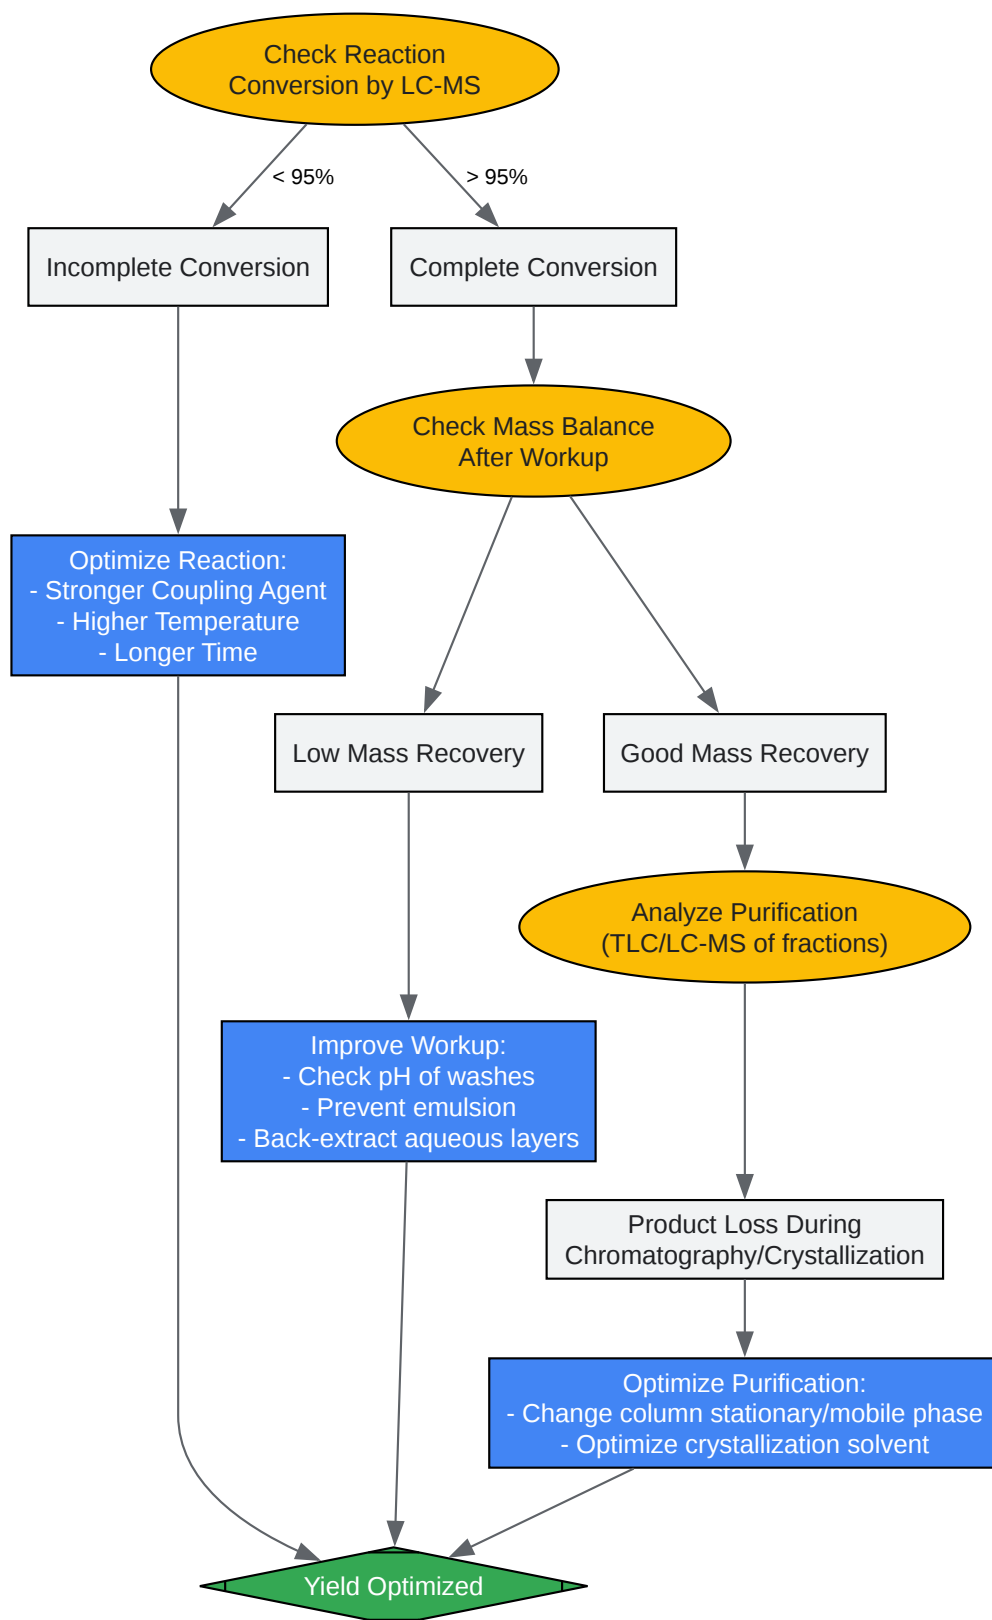 Check Reaction
Conversion by LC-MS
< 95%
> 95%
Incomplete Conversion
Complete Conversion
Check Mass Balance
After Workup
Optimize Reaction:
- Stronger Coupling Agent
- Higher Temperature
- Longer Time
Low Mass Recovery
Good Mass Recovery
Analyze Purification
(TLC/LC-MS of fractions)
Improve Workup:
- Check pH of washes
- Prevent emulsion
- Back-extract aqueous layers
Product Loss During
Chromatography/Crystallization
Optimize Purification:
- Change column stationary/mobile phase
- Optimize crystallization solvent
Yield Optimized